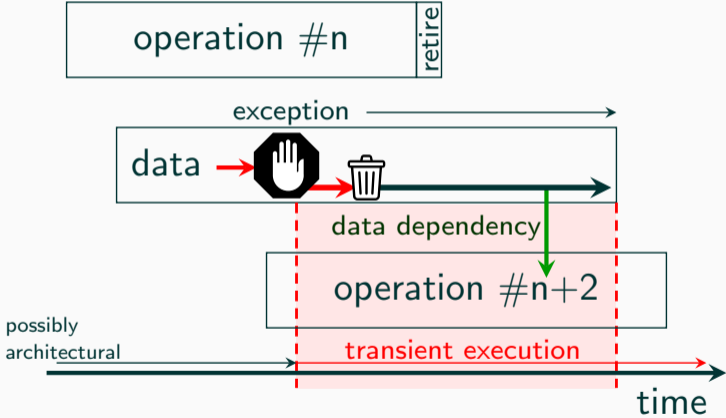 operation #n
retire
exception
data
data dependency
operation #n+2
possibly
architectural
transient execution
time